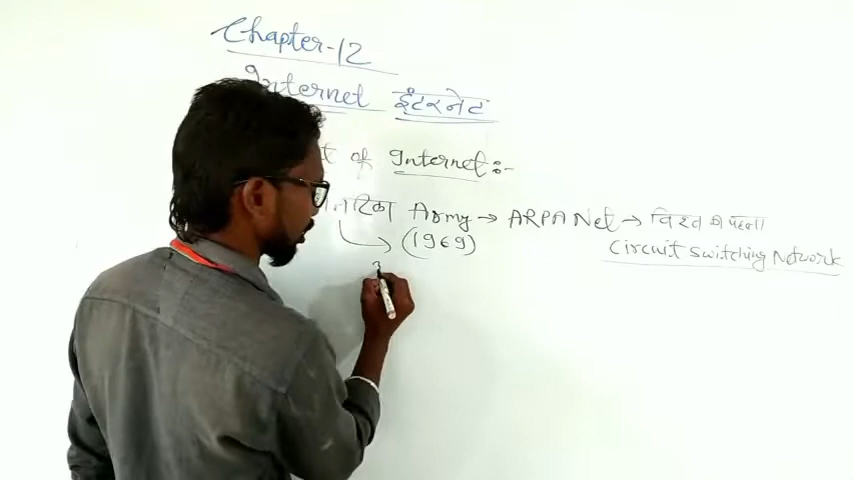 Chapter-12
Internet इंटरनेट
of Internet :-
Army → ARPA Net → विश्व का पहला
(1969) Circuit Switching Network